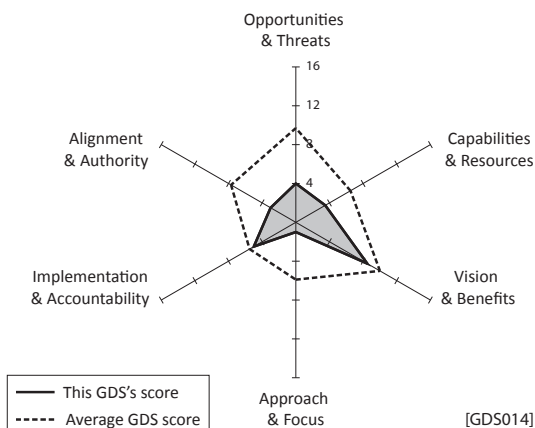 Opportunities
& Threats
16
12
8
4
Alignment
& Authority
Capabilities
& Resources
Implementation
& Accountability
Vision
& Benefits
This GDS's score
Average GDS score
Approach
& Focus
[GDS014]